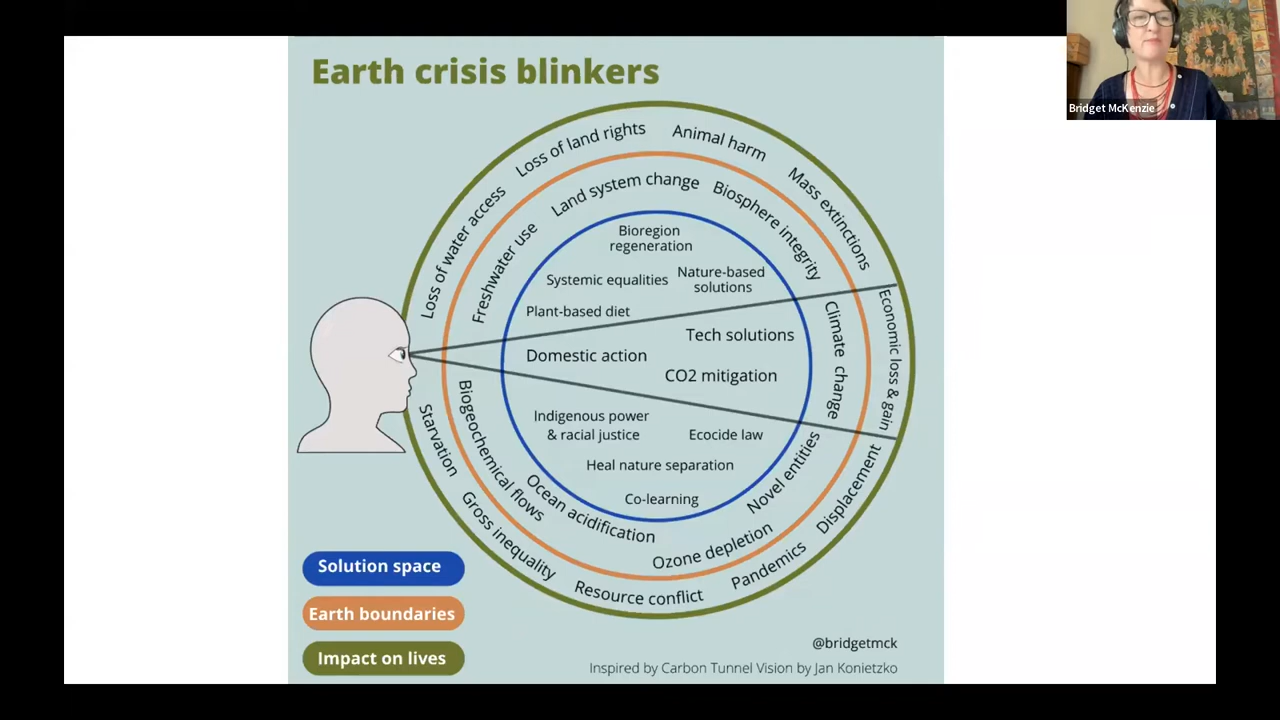 Earth crisis blinkers
Bridget McKenzie
Loss of water access
Loss of land rights
Animal harm
Mass extinctions
Economic loss & gain
Displacement
Pandemics
Resource conflict
Gross inequality
Starvation
Freshwater use
Land system change
Biosphere integrity
Climate change
Novel entities
Ozone depletion
Ocean acidification
Biogeochemical flows
Bioregion
regeneration
Systemic equalities
Nature-based
solutions
Plant-based diet
Tech solutions
Domestic action
CO2 mitigation
Indigenous power
& racial justice
Ecocide law
Heal nature separation
Co-learning
Solution space
Earth boundaries
Impact on lives
@bridgetmck
Inspired by Carbon Tunnel Vision by Jan Konietzko